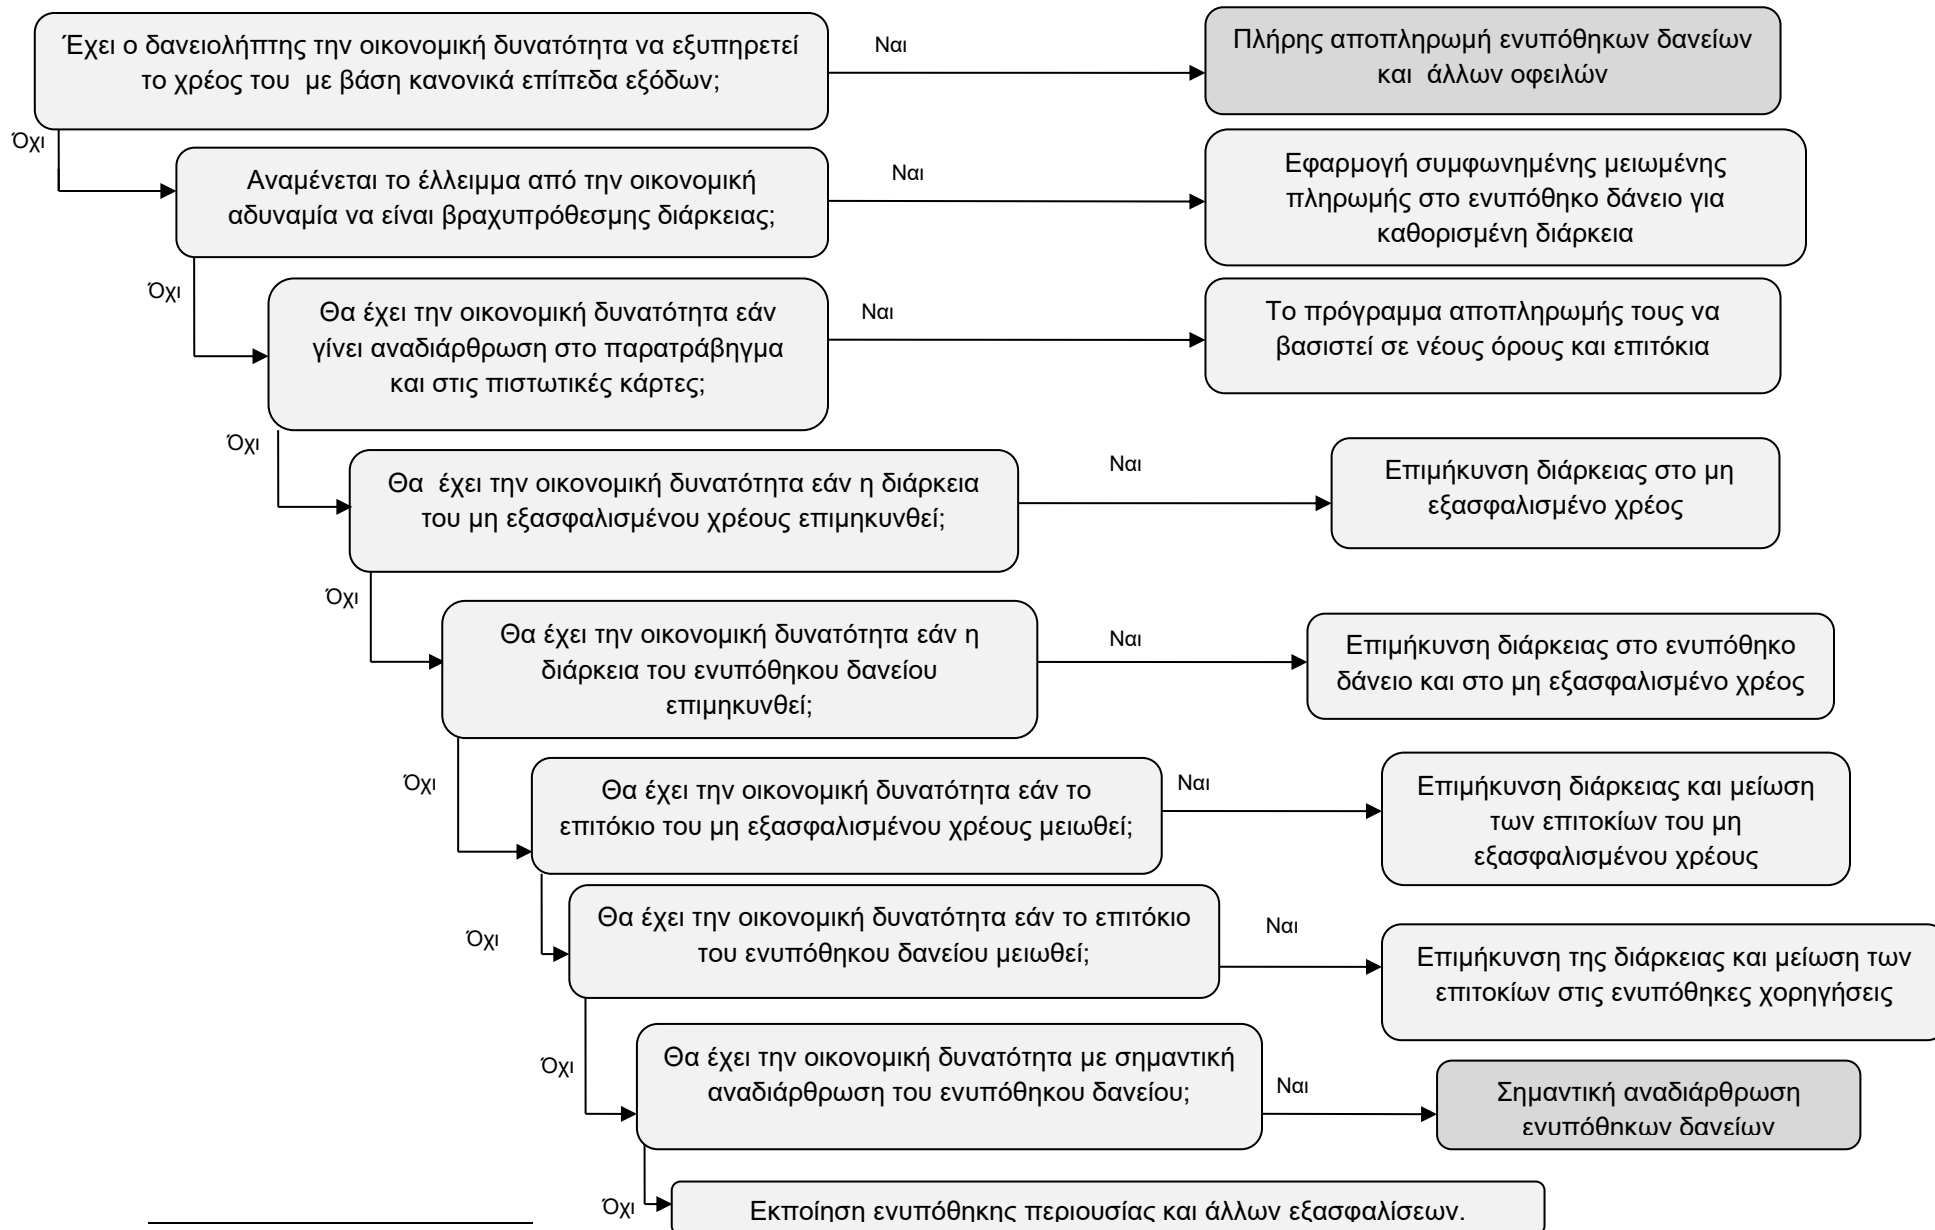 Έχει ο δανειολήπτης την οικονομική δυνατότητα να εξυπηρετεί
το χρέος του με βάση κανονικά επίπεδα εξόδων;
Ναι
Πλήρης αποπληρωμή ενυπόθηκων δανείων
και άλλων οφειλών
Όχι
Αναμένεται το έλλειμμα από την οικονομική
αδυναμία να είναι βραχυπρόθεσμης διάρκειας;
Ναι
Εφαρμογή συμφωνημένης μειωμένης
πληρωμής στο ενυπόθηκο δάνειο για
καθορισμένη διάρκεια
Όχι
Θα έχει την οικονομική δυνατότητα εάν
γίνει αναδιάρθρωση στο παρατράβηγμα
και στις πιστωτικές κάρτες;
Ναι
Το πρόγραμμα αποπληρωμής τους να
βασιστεί σε νέους όρους και επιτόκια
Όχι
Θα έχει την οικονομική δυνατότητα εάν η διάρκεια
του μη εξασφαλισμένου χρέους επιμηκυνθεί;
Ναι
Επιμήκυνση διάρκειας στο μη
εξασφαλισμένο χρέος
Όχι
Θα έχει την οικονομική δυνατότητα εάν η
διάρκεια του ενυπόθηκου δανείου
επιμηκυνθεί;
Ναι
Επιμήκυνση διάρκειας στο ενυπόθηκο
δάνειο και στο μη εξασφαλισμένο χρέος
Όχι
Θα έχει την οικονομική δυνατότητα εάν το
επιτόκιο του μη εξασφαλισμένου χρέους μειωθεί;
Ναι
Επιμήκυνση διάρκειας και μείωση
των επιτοκίων του μη
εξασφαλισμένου χρέους
Όχι
Θα έχει την οικονομική δυνατότητα εάν το επιτόκιο
του ενυπόθηκου δανείου μειωθεί;
Ναι
Επιμήκυνση της διάρκειας και μείωση των
επιτοκίων στις ενυπόθηκες χορηγήσεις
Όχι
Θα έχει την οικονομική δυνατότητα με σημαντική
αναδιάρθρωση του ενυπόθηκου δανείου;
Ναι
Σημαντική αναδιάρθρωση
ενυπόθηκων δανείων
Όχι
Εκποίηση ενυπόθηκης περιουσίας και άλλων εξασφαλίσεων.